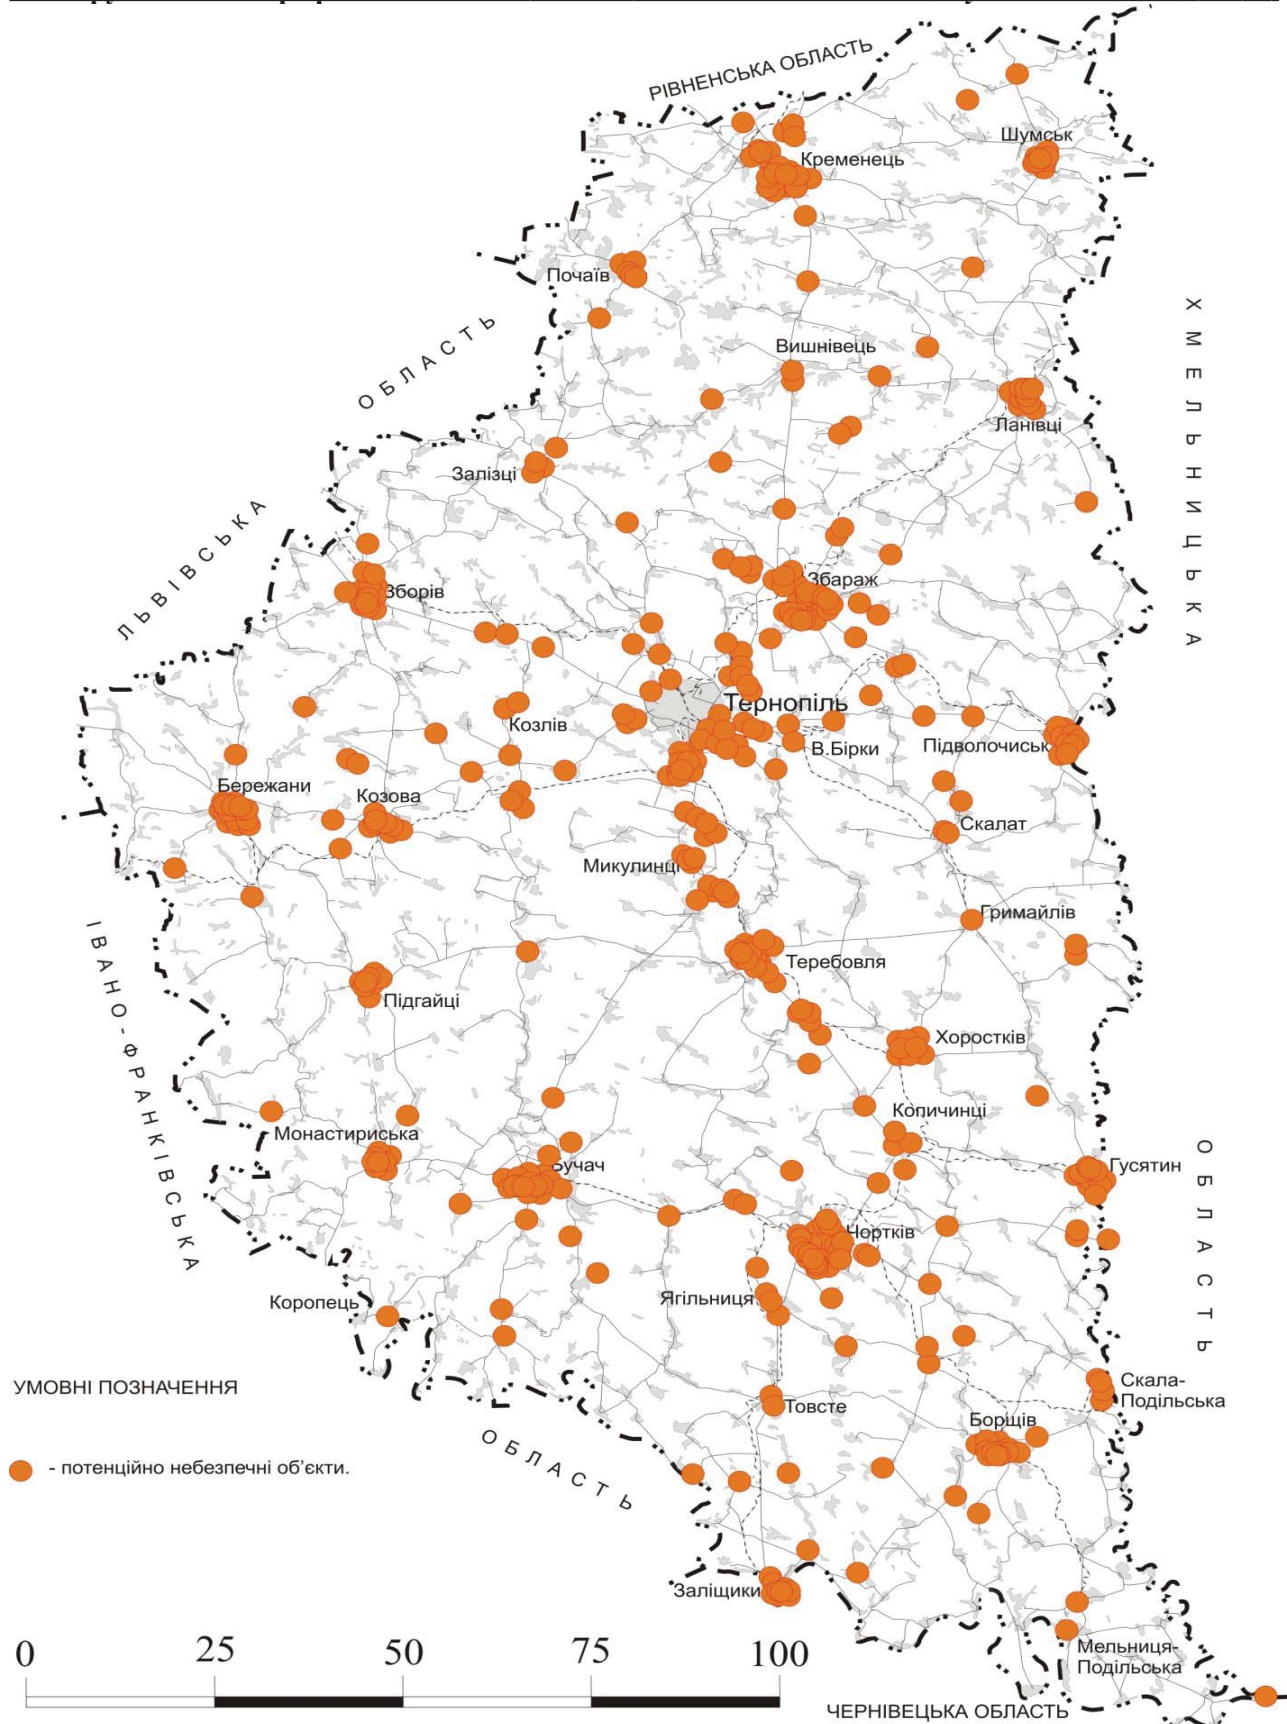 РІВНЕНСЬКА ОБЛАСТЬ
Шумськ
Кременець
Почаїв
ХМЕЛЬНИЦЬКА
ОБЛАСТЬ
Вишнівець
Ланівці
Залізці
ЛЬВІВСЬКА
Збараж
Зборів
Тернопіль
Козлів
Підволочиськ
В.Бірки
Бережани
Козова
Скалат
Микулинці
Гримайлів
ІВАНО-ФРАНКІВСЬКА
Теребовля
Підгайці
Хоростків
Копичинці
Монастириська
Бучач
Гусятин
ОБЛАСТЬ
Чортків
Ягільниця
Коропець
УМОВНІ ПОЗНАЧЕННЯ
Скала-
Подільська
Товсте
Борщів
ОБЛАСТЬ
- потенційно небезпечні об’єкти.
Заліщики
0 25 50 75 100
Мельниця-
Подільська
ЧЕРНІВЕЦЬКА ОБЛАСТЬ